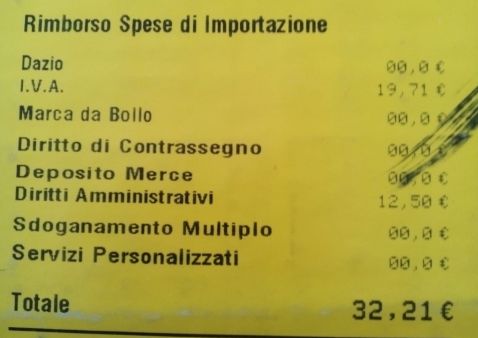 Rimborso Spese di Importazione
Dazio 00,0 €
I.V.A. 19,71 €
Marca da Bollo 00,0 €
Diritto di Contrassegno 00,0 €
Deposito Merce 00,0 €
Diritti Amministrativi 12,50 €
Sdoganamento Multiplo 00,0 €
Servizi Personalizzati 00,0 €
Totale 32,21 €